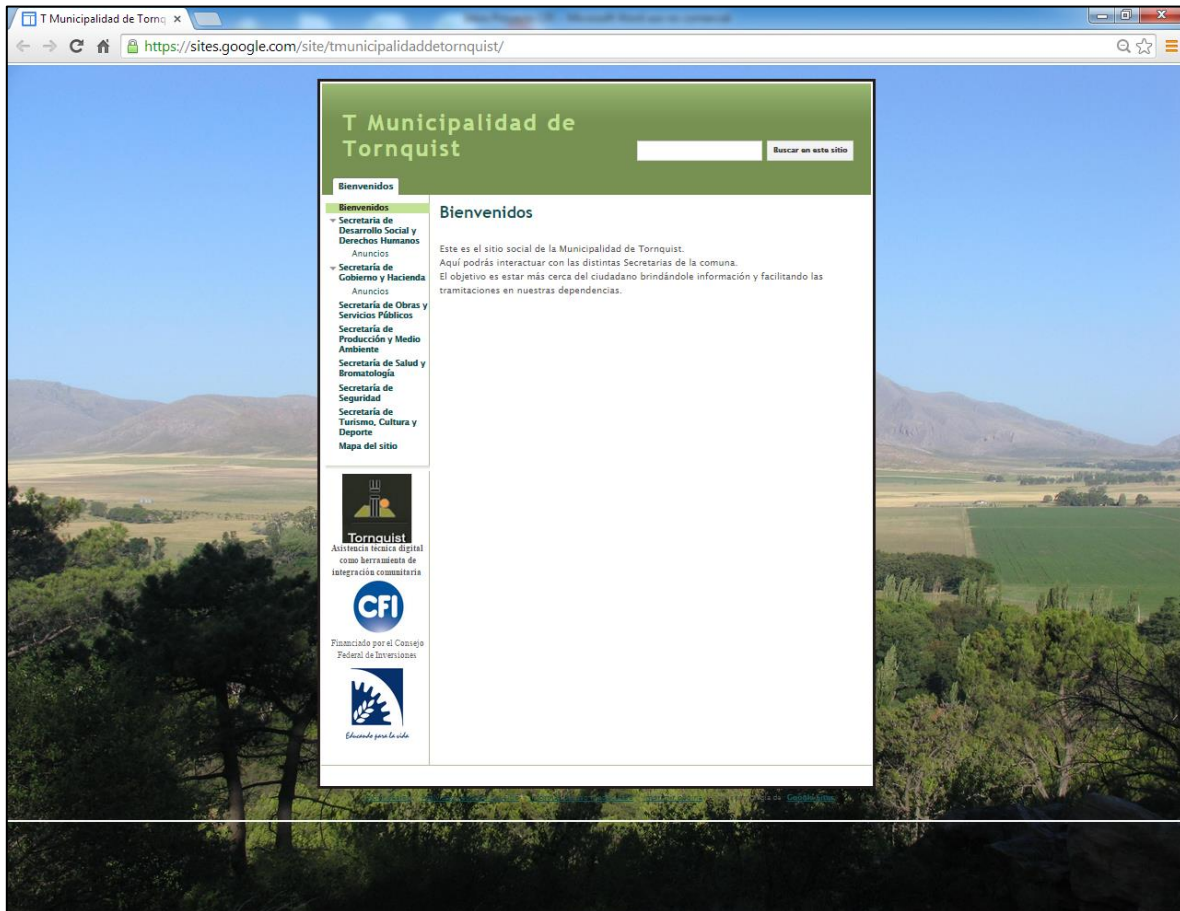 T Municipalidad de Torno
https://sites.google.com/site/tmunicipalidaddetornquist/
T Municipalidad de
Tornquist
Buscar en este sitio
Bienvenidos
Bienvenidos
Secretaría de
Desarrollo Social y
Derechos Humanos
Anuncios
Secretaría de
Gobierno y Hacienda
Anuncios
Secretaría de Obras y
Servicios Públicos
Secretaría de
Producción y Medio
Ambiente
Secretaría de Salud y
Bromatología
Secretaría de
Seguridad
Secretaría de
Turismo, Cultura y
Deporte
Mapa del sitio
Tornquist
Asistencia técnica digital
como herramienta de
integración comunitaria
CFI
Financiado por el Consejo
Federal de Inversiones
Educando para la vida
Bienvenidos
Este es el sitio social de la Municipalidad de Tornquist.
Aquí podrás interactuar con las distintas Secretarias de la comuna.
El objetivo es estar más cerca del ciudadano brindándole información y facilitando las
tramitaciones en nuestras dependencias.